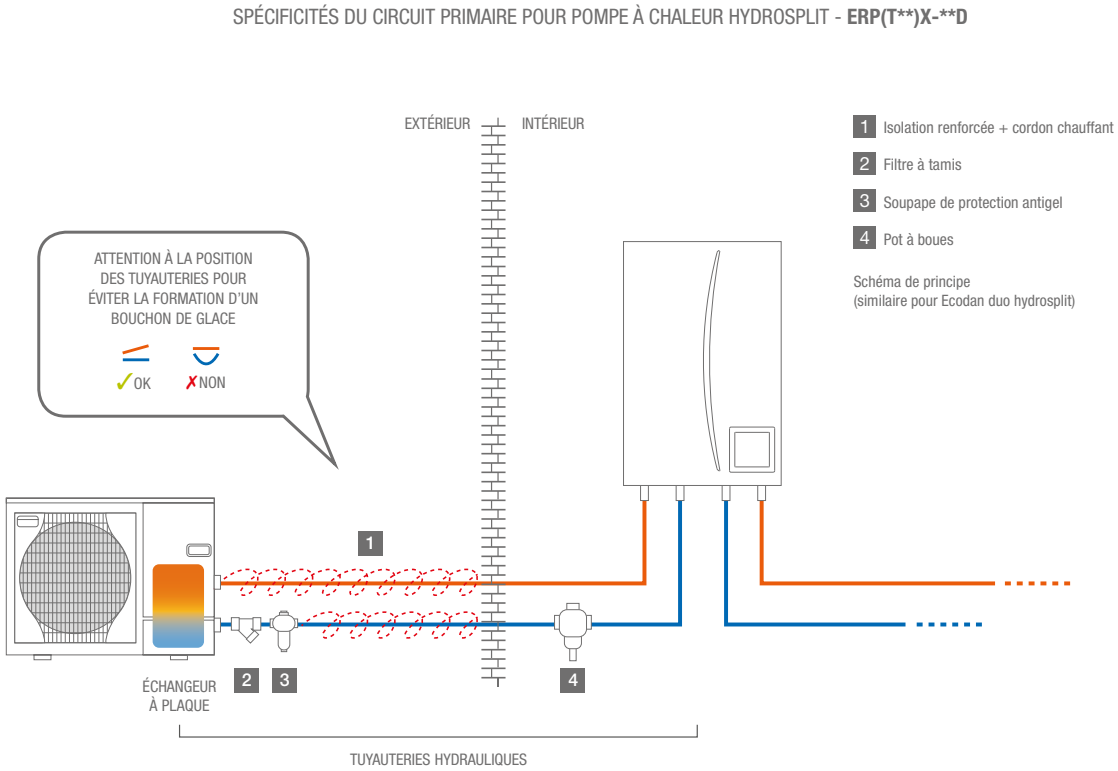 SPÉCIFICITÉS DU CIRCUIT PRIMAIRE POUR POMPE À CHALEUR HYDROSPLIT - ERP(T**)X-**D
EXTÉRIEUR
INTÉRIEUR
1 Isolation renforcée + cordon chauffant
2 Filtre à tamis
3 Soupape de protection antigel
4 Pot à boues
Schéma de principe
(similaire pour Ecodan duo hydrosplit)
ATTENTION À LA POSITION
DES TUYAUTERIES POUR
ÉVITER LA FORMATION D'UN
BOUCHON DE GLACE
✓OK
✗NON
1
2
3
4
ÉCHANGEUR
À PLAQUE
TUYAUTERIES HYDRAULIQUES